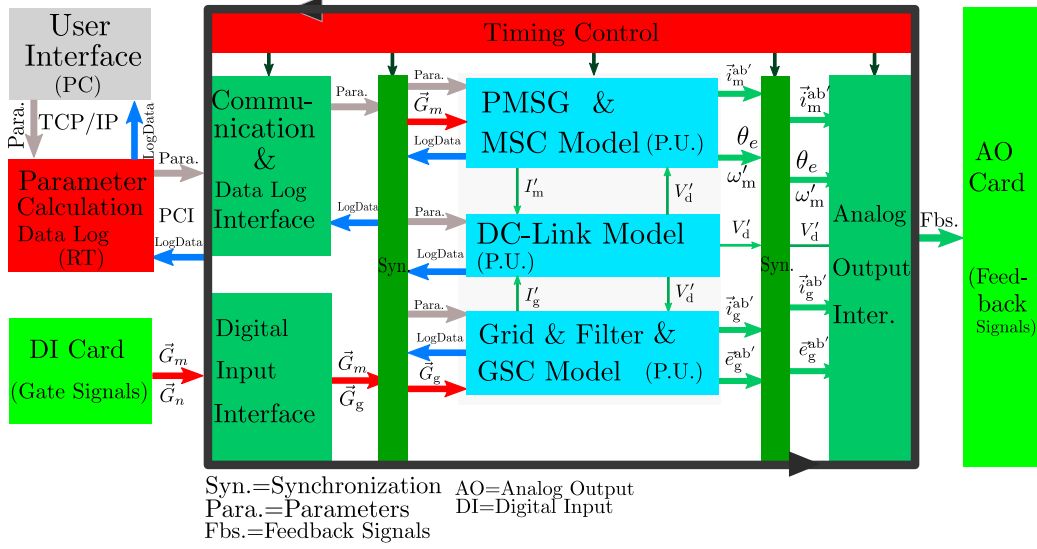 User
Interface
(PC)
Para.
TCP/IP
LogData
Parameter
Calculation
Data Log
(RT)
Para.
PCI
LogData
DI Card
(Gate Signals)
G⃗m
G⃗n
Timing Control
Commu-
nication
&
Data Log
Interface
Para.
LogData
Digital
Input
Interface
G⃗m
G⃗g
Syn.
Para.
G⃗m
LogData
Para.
LogData
Para.
LogData
G⃗g
PMSG &
MSC Model (P.U.)
I′m
V′d
DC-Link Model
(P.U.)
I′g
V′d
Grid & Filter &
GSC Model (P.U.)
i⃗m^ab′
θe
ω′m
V′d
i⃗g^ab′
e⃗g^ab′
Syn.
i⃗m^ab′
θe
ω′m
V′d
i⃗g^ab′
e⃗g^ab′
Analog
Output
Inter.
Fbs.
AO
Card
(Feed-
back
Signals)
Syn.=Synchronization
Para.=Parameters
Fbs.=Feedback Signals
AO=Analog Output
DI=Digital Input